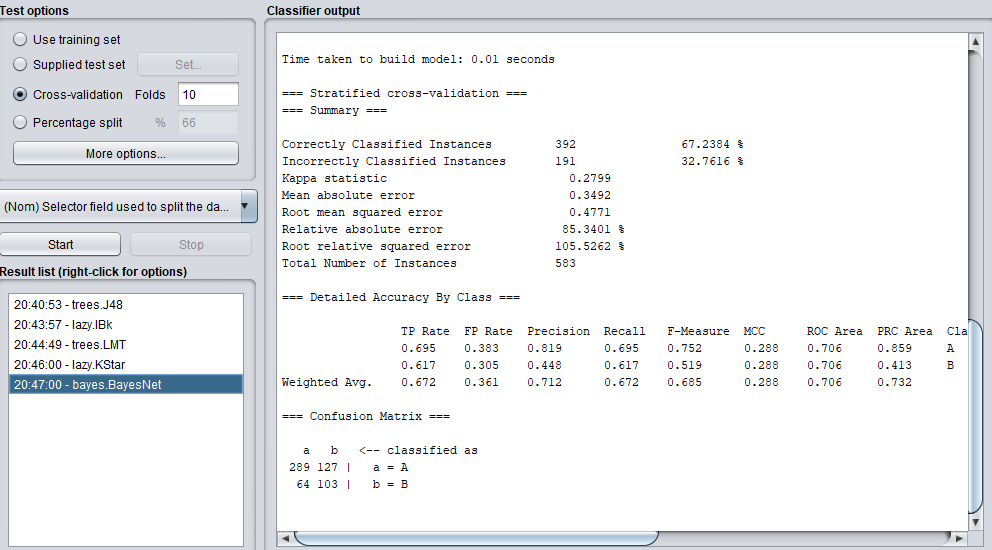 Test options
Use training set
Supplied test set Set...
Cross-validation Folds 10
Percentage split % 66
More options...
(Nom) Selector field used to split the da...
Start Stop
Result list (right-click for options)
20:40:53 - trees.J48
20:43:57 - lazy.IBk
20:44:49 - trees.LMT
20:46:00 - lazy.KStar
20:47:00 - bayes.BayesNet
Classifier output
Time taken to build model: 0.01 seconds
=== Stratified cross-validation ===
=== Summary ===
Correctly Classified Instances 392 67.2384 %
Incorrectly Classified Instances 191 32.7616 %
Kappa statistic 0.2799
Mean absolute error 0.3492
Root mean squared error 0.4771
Relative absolute error 85.3401 %
Root relative squared error 105.5262 %
Total Number of Instances 583
=== Detailed Accuracy By Class ===
TP Rate FP Rate Precision Recall F-Measure MCC ROC Area PRC Area Cla
0.695 0.383 0.819 0.695 0.752 0.288 0.706 0.859 A
0.617 0.305 0.448 0.617 0.519 0.288 0.706 0.413 B
Weighted Avg. 0.672 0.361 0.712 0.672 0.685 0.288 0.706 0.732
=== Confusion Matrix ===
a b <-- classified as
289 127 | a = A
64 103 | b = B